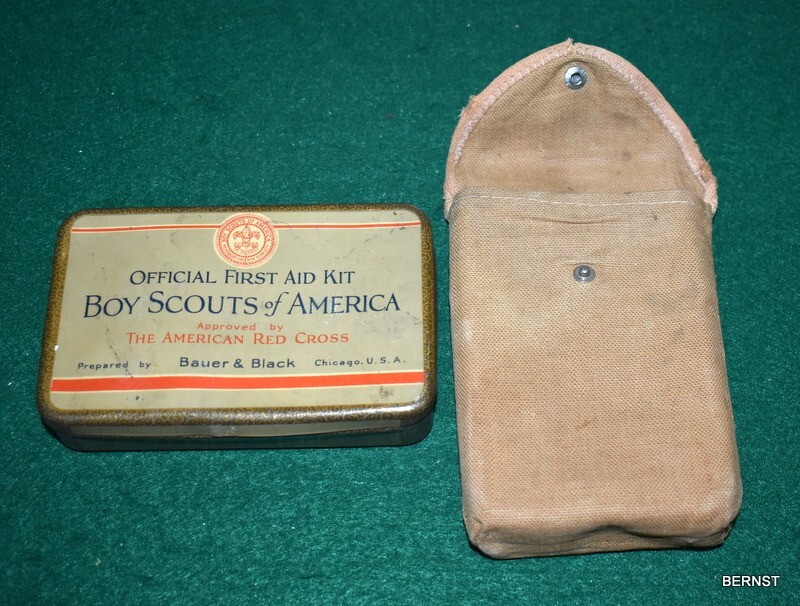 OFFICIAL FIRST AID KIT
BOY SCOUTS of AMERICA
Approved by
THE AMERICAN RED CROSS
Prepared by Bauer & Black Chicago. U.S.A.
BERNST